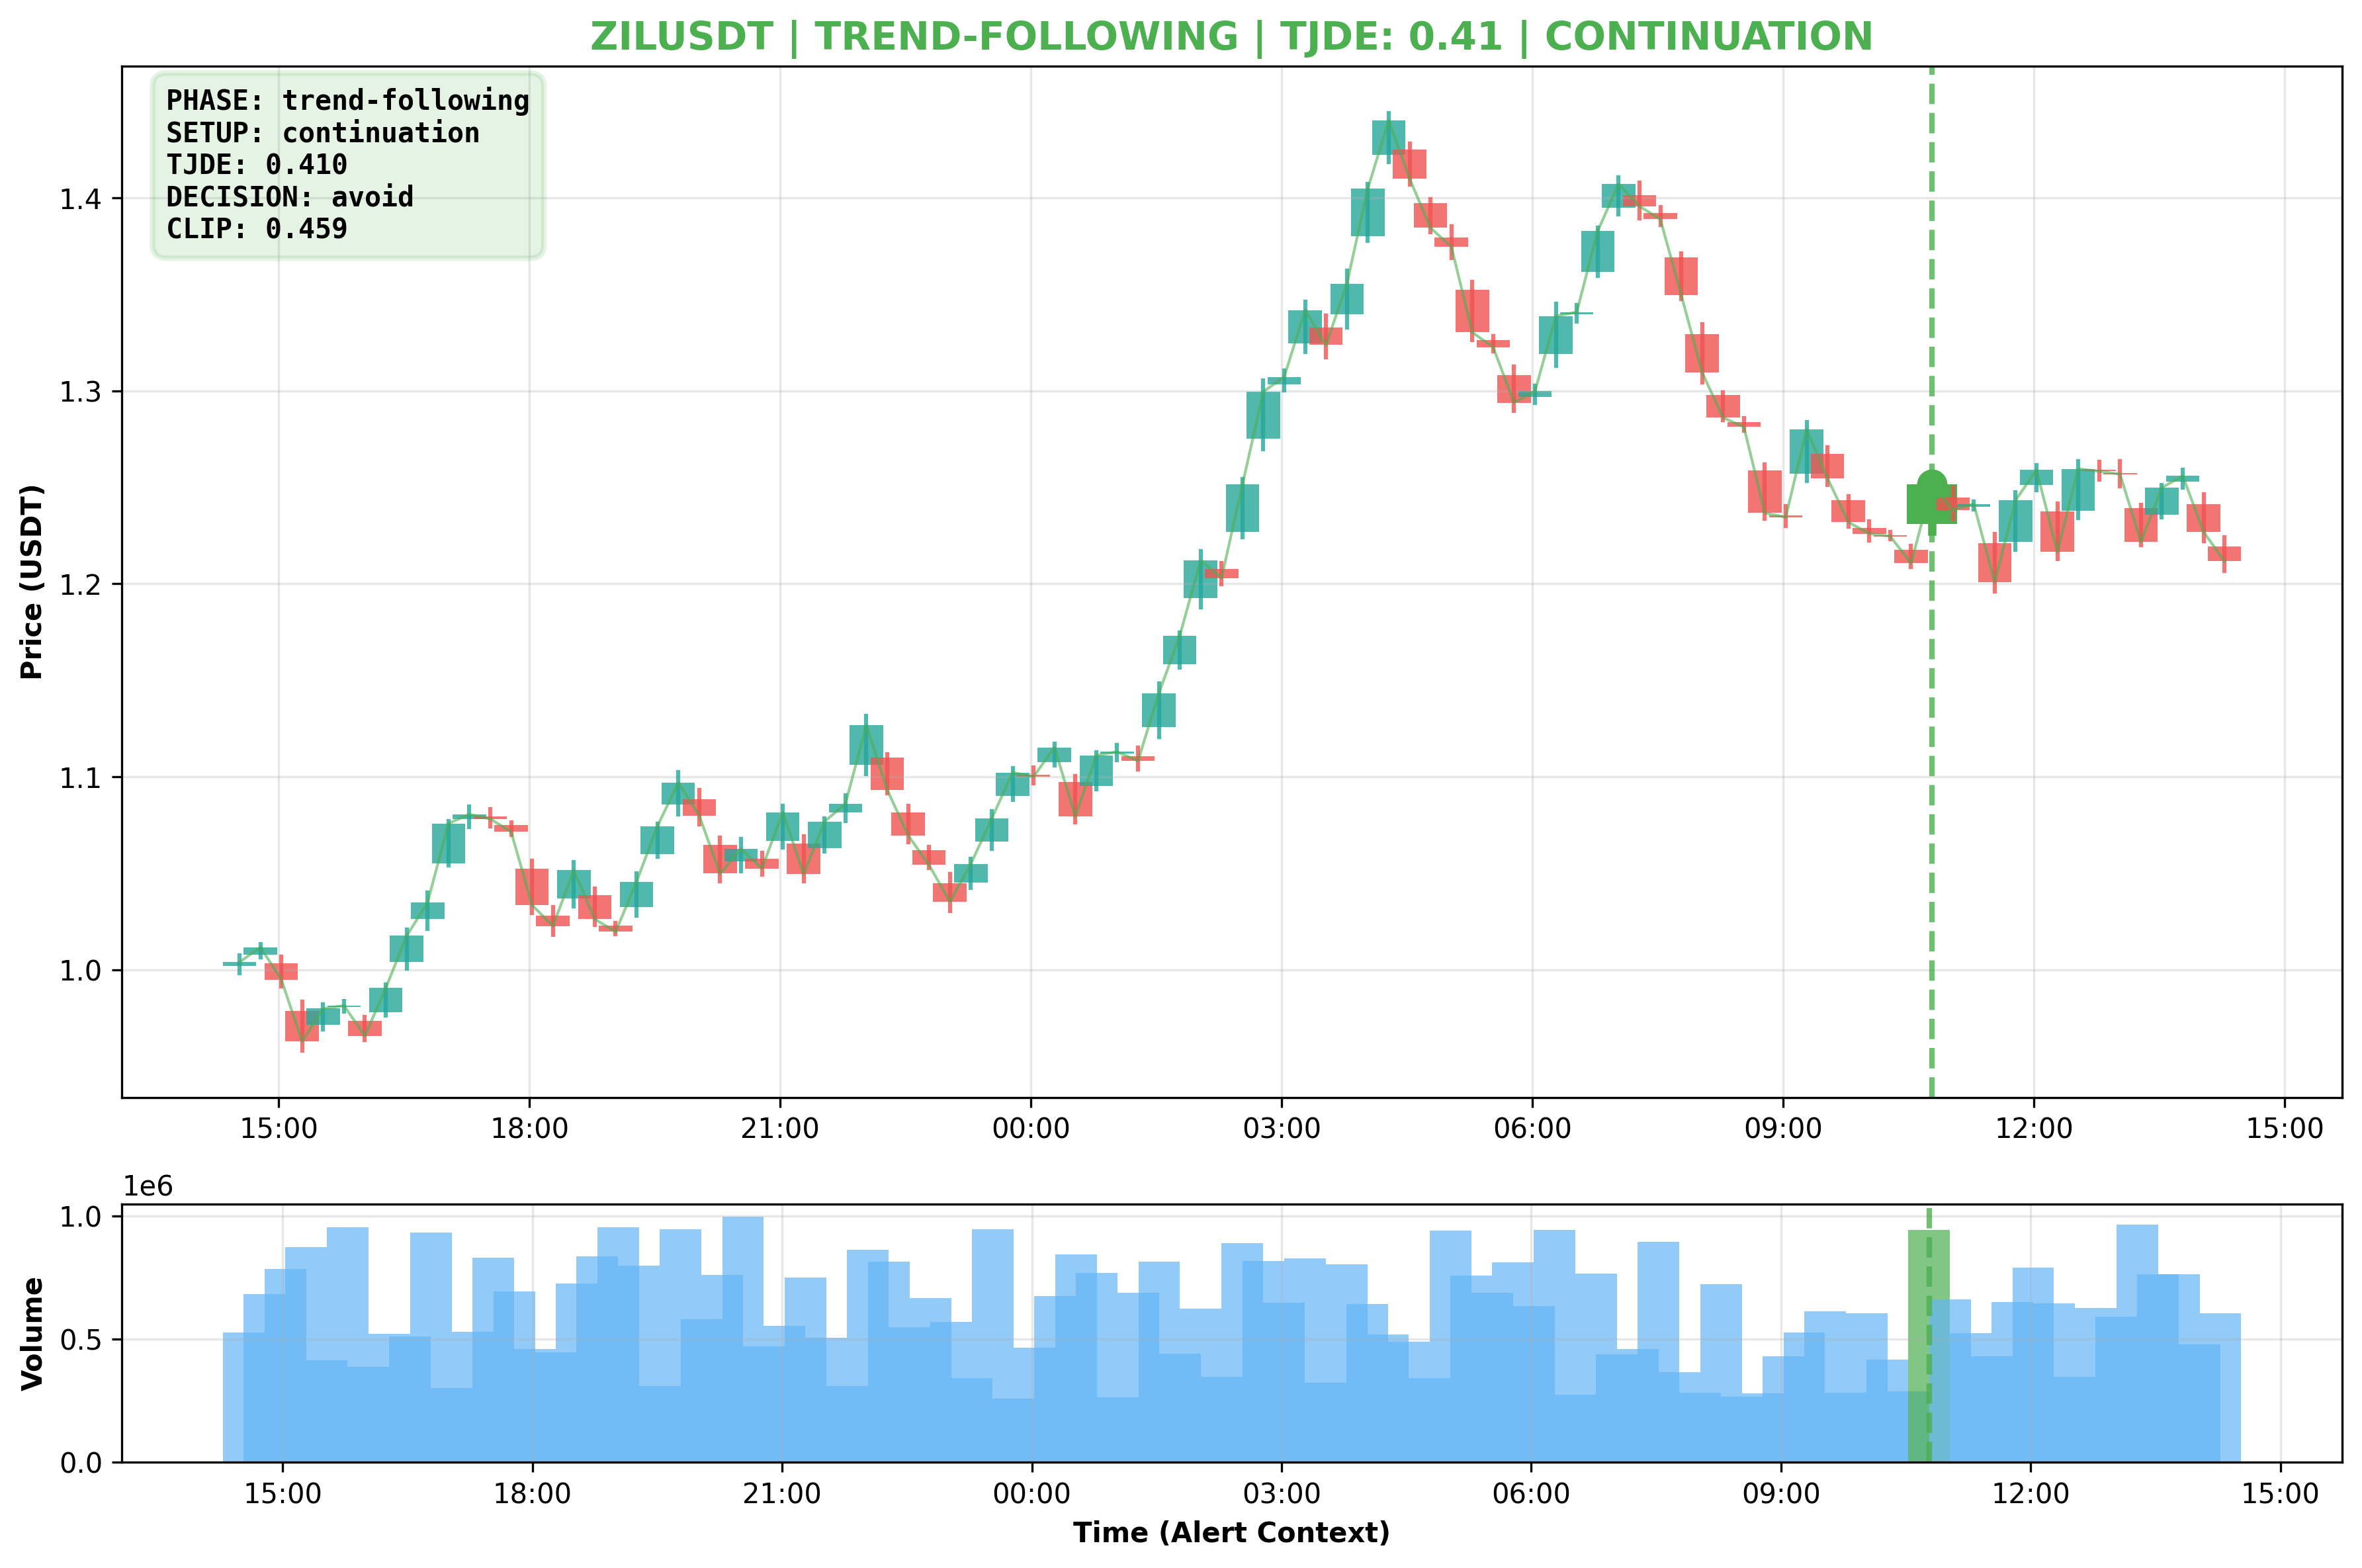 ZILUSDT | TREND-FOLLOWING | TJDE: 0.41 | CONTINUATION
PHASE: trend-following
SETUP: continuation
TJDE: 0.410
DECISION: avoid
CLIP: 0.459
Price (USDT)
1.4
1.3
1.2
1.1
1.0
15:00 18:00 21:00 00:00 03:00 06:00 09:00 12:00 15:00
1e6
Volume
1.0
0.5
0.0
15:00 18:00 21:00 00:00 03:00 06:00 09:00 12:00 15:00
Time (Alert Context)